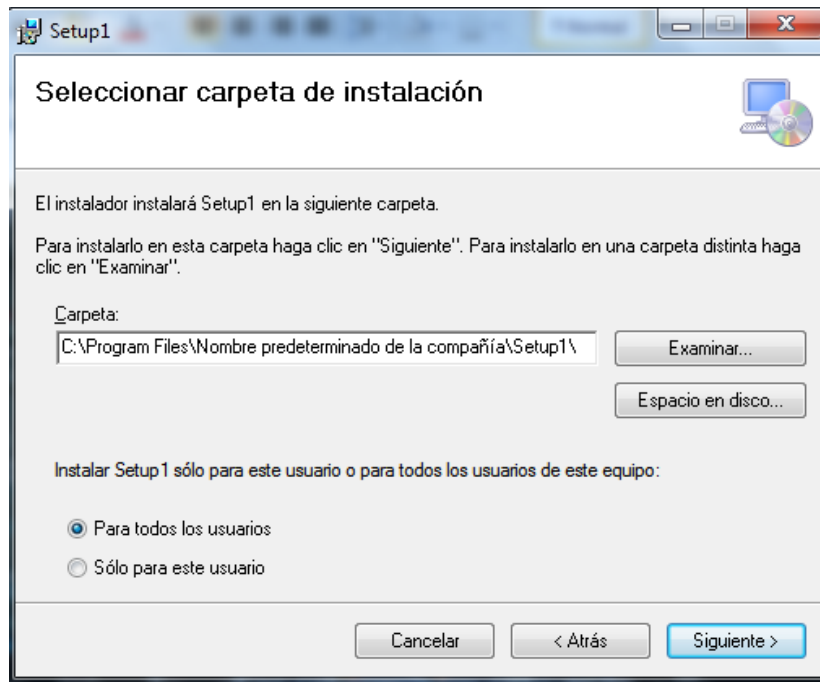 Setup1
Seleccionar carpeta de instalación
El instalador instalará Setup1 en la siguiente carpeta.
Para instalarlo en esta carpeta haga clic en "Siguiente". Para instalarlo en una carpeta distinta haga
clic en "Examinar".
Carpeta:
C:\Program Files\Nombre predeterminado de la compañía\Setup1\
Examinar...
Espacio en disco...
Instalar Setup1 sólo para este usuario o para todos los usuarios de este equipo:
Para todos los usuarios
Sólo para este usuario
Cancelar
< Atrás
Siguiente >